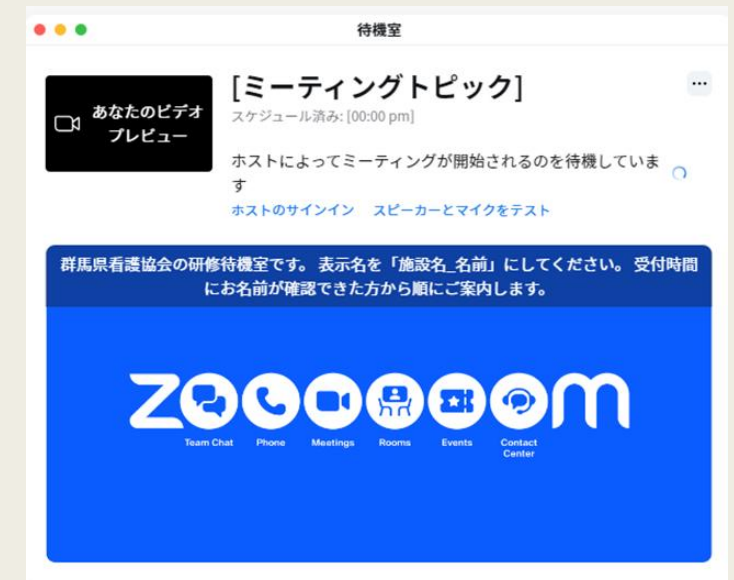 待機室
あなたのビデオ
プレビュー
[ミーティングトピック]
スケジュール済み: [00:00 pm]
ホストによってミーティングが開始されるのを待機していま
す
ホストのサインイン スピーカーとマイクをテスト
群馬県看護協会の研修待機室です。 表示名を「施設名_名前」にしてください。 受付時間
にお名前が確認できた方から順にご案内します。
zoooooom
Team Chat Phone Meetings Rooms Events Contact
Center